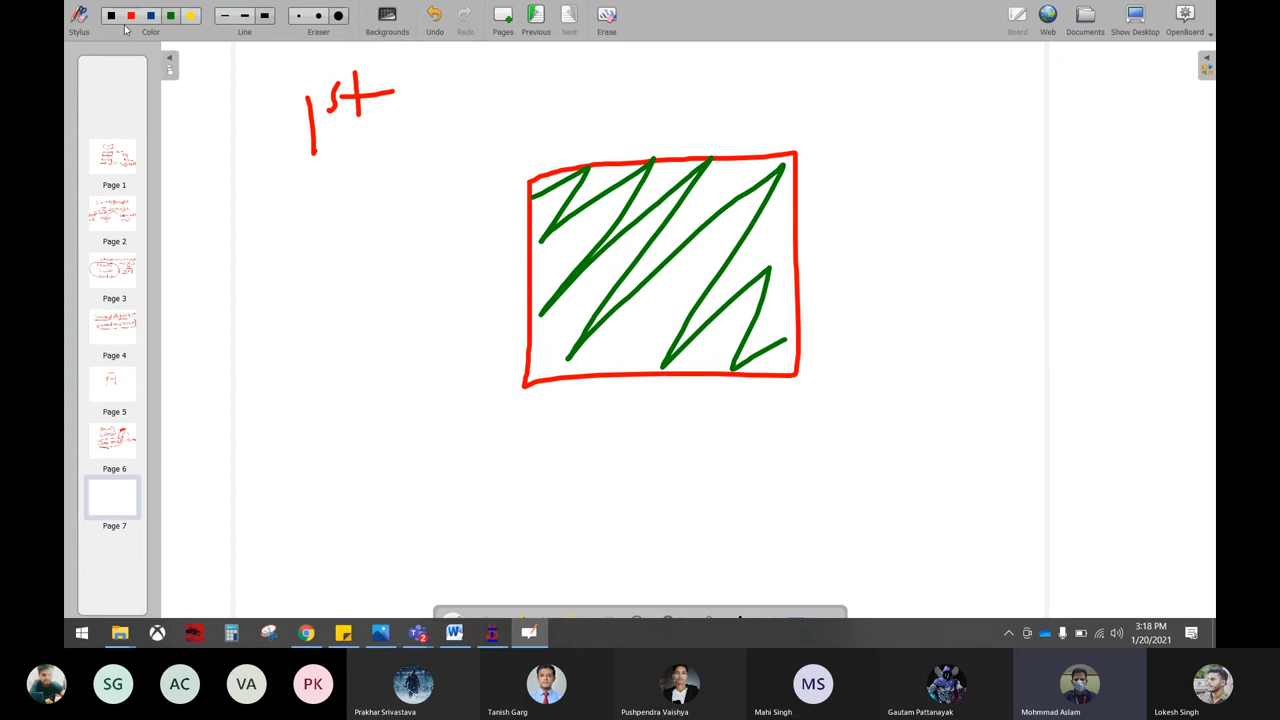 Stylus
Color
Line
Eraser
Backgrounds
Undo
Redo
Pages
Previous
Next
Erase
Board
Web
Documents
Show Desktop
OpenBoard
1st
Page 1
Page 2
Page 3
Page 4
Page 5
Page 6
Page 7
3:18 PM
1/20/2021
SG
AC
VA
PK
MS
Prakhar Srivastava
Tanish Garg
Pushpendra Vaishya
Mahi Singh
Gautam Pattanayak
Mohmmad Aslam
Lokesh Singh